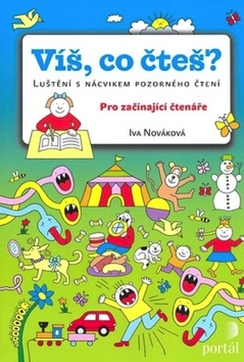 Víš, co čteš?
Luštění s nácvikem pozorného čtení
Pro začínající čtenáře
Iva Nováková
portál